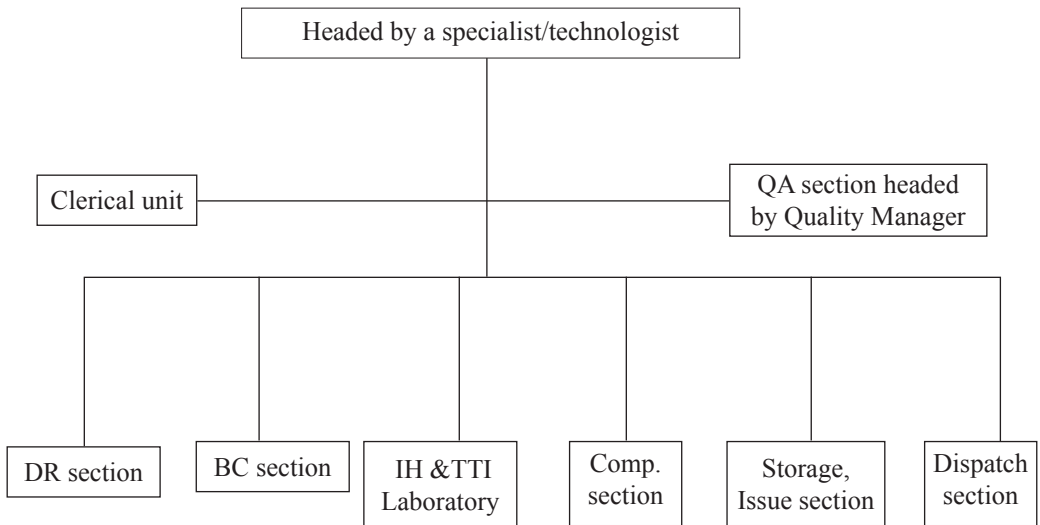 Headed by a specialist/technologist
Clerical unit
QA section headed
by Quality Manager
DR section
BC section
IH &TTI
Laboratory
Comp.
section
Storage,
Issue section
Dispatch
section